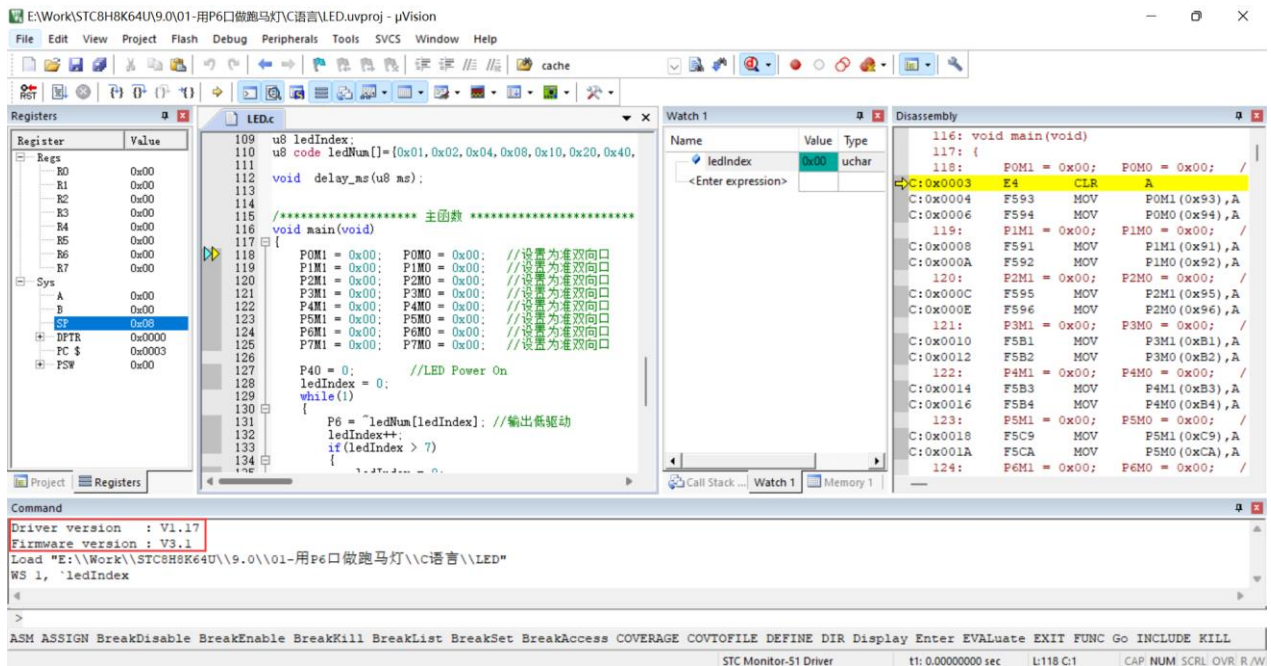 E:\Work\STC8H8K64U\9.0\01-用P6口做跑马灯\C语言\LED.uvproj - µVision
File Edit View Project Flash Debug Peripherals Tools SVCS Window Help
cache
RST
Registers
Register Value
Regs
R0 0x00
R1 0x00
R2 0x00
R3 0x00
R4 0x00
R5 0x00
R6 0x00
R7 0x00
Sys
A 0x00
B 0x00
SP 0x08
DPTR 0x0000
PC $ 0x0003
PSW 0x00
Project Registers
LED.c
109 u8 ledIndex;
110 u8 code ledNum[]={0x01,0x02,0x04,0x08,0x10,0x20,0x40,
111
112 void delay_ms(u8 ms);
113
114
115 /******************** 主函数 ************************
116 void main(void)
117 {
118 P0M1 = 0x00; P0M0 = 0x00; //设置为准双向口
119 P1M1 = 0x00; P1M0 = 0x00; //设置为准双向口
120 P2M1 = 0x00; P2M0 = 0x00; //设置为准双向口
121 P3M1 = 0x00; P3M0 = 0x00; //设置为准双向口
122 P4M1 = 0x00; P4M0 = 0x00; //设置为准双向口
123 P5M1 = 0x00; P5M0 = 0x00; //设置为准双向口
124 P6M1 = 0x00; P6M0 = 0x00; //设置为准双向口
125 P7M1 = 0x00; P7M0 = 0x00; //设置为准双向口
126
127 P40 = 0; //LED Power On
128 ledIndex = 0;
129 while(1)
130 {
131 P6 = ~ledNum[ledIndex]; //输出低驱动
132 ledIndex++;
133 if(ledIndex > 7)
134 {
Watch 1
Name Value Type
ledIndex 0x00 uchar
<Enter expression>
Call Stack ... Watch 1 Memory 1
Disassembly
116: void main(void)
117: {
118: P0M1 = 0x00; P0M0 = 0x00; /
C:0x0003 E4 CLR A
C:0x0004 F593 MOV P0M1(0x93),A
C:0x0006 F594 MOV P0M0(0x94),A
119: P1M1 = 0x00; P1M0 = 0x00; /
C:0x0008 F591 MOV P1M1(0x91),A
C:0x000A F592 MOV P1M0(0x92),A
120: P2M1 = 0x00; P2M0 = 0x00; /
C:0x000C F595 MOV P2M1(0x95),A
C:0x000E F596 MOV P2M0(0x96),A
121: P3M1 = 0x00; P3M0 = 0x00; /
C:0x0010 F5B1 MOV P3M1(0xB1),A
C:0x0012 F5B2 MOV P3M0(0xB2),A
122: P4M1 = 0x00; P4M0 = 0x00; /
C:0x0014 F5B3 MOV P4M1(0xB3),A
C:0x0016 F5B4 MOV P4M0(0xB4),A
123: P5M1 = 0x00; P5M0 = 0x00; /
C:0x0018 F5C9 MOV P5M1(0xC9),A
C:0x001A F5CA MOV P5M0(0xCA),A
124: P6M1 = 0x00; P6M0 = 0x00; /
Command
Driver version : V1.17
Firmware version : V3.1
Load "E:\\Work\\STC8H8K64U\\9.0\\01-用P6口做跑马灯\\C语言\\LED"
WS 1, `ledIndex
>
ASM ASSIGN BreakDisable BreakEnable BreakKill BreakList BreakSet BreakAccess COVERAGE COVTOFILE DEFINE DIR Display Enter EVALuate EXIT FUNC Go INCLUDE KILL
STC Monitor-51 Driver t1: 0.00000000 sec L:118 C:1 CAP NUM SCRL OVR R/W